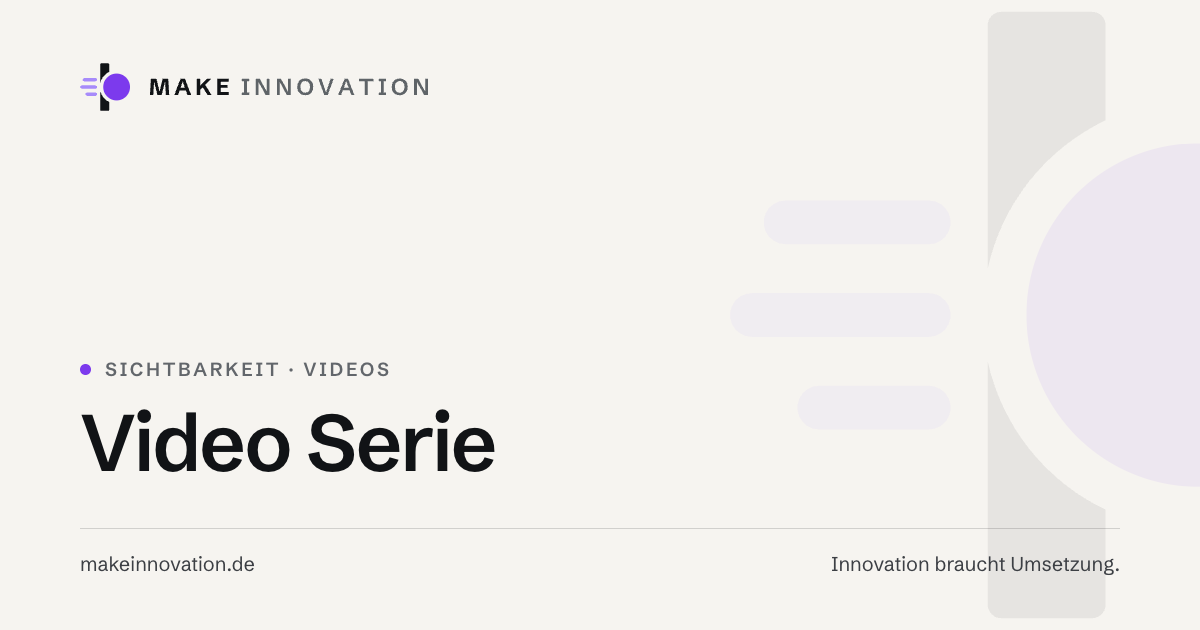 MAKE INNOVATION
SICHTBARKEIT · VIDEOS
Video Serie
makeinnovation.de
Innovation braucht Umsetzung.